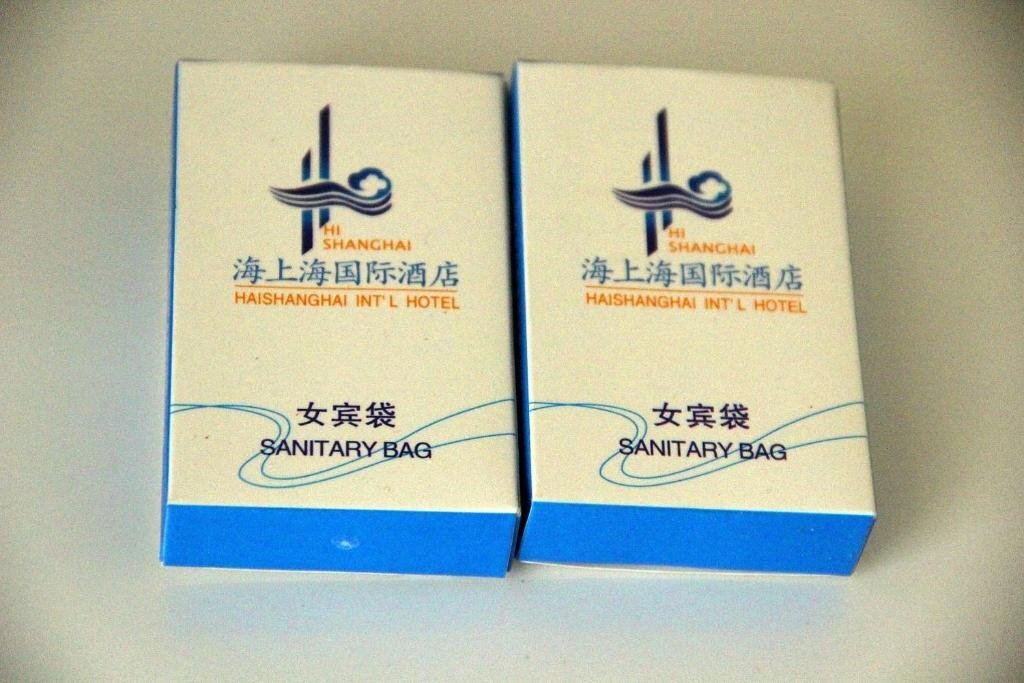 HI
SHANGHAI
海上海国际酒店
HAISHANGHAI INT'L HOTEL
女宾袋
SANITARY BAG
HI
SHANGHAI
海上海国际酒店
HAISHANGHAI INT'L HOTEL
女宾袋
SANITARY BAG